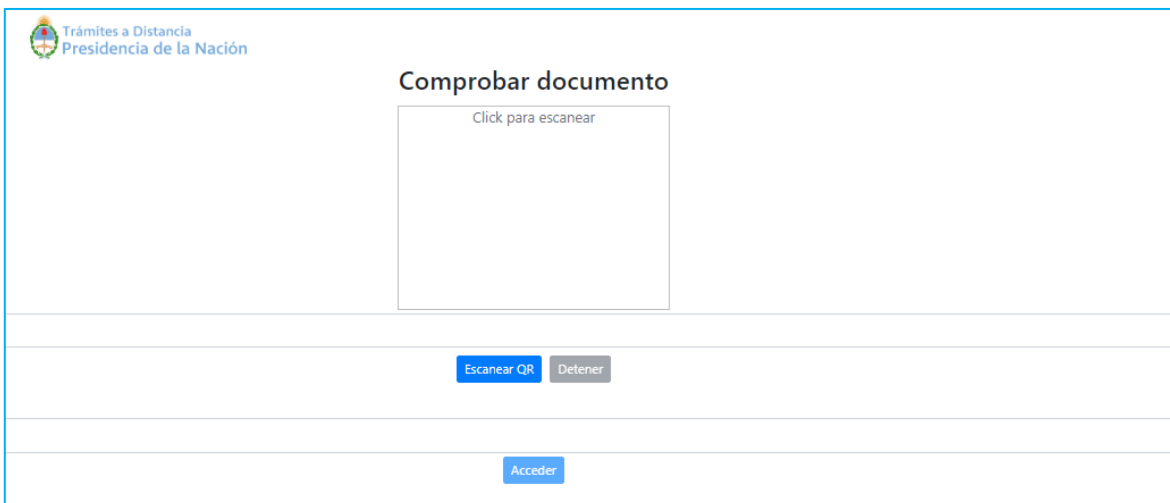 Trámites a Distancia
Presidencia de la Nación
Comprobar documento
Click para escanear
Escanear QR Detener
Acceder